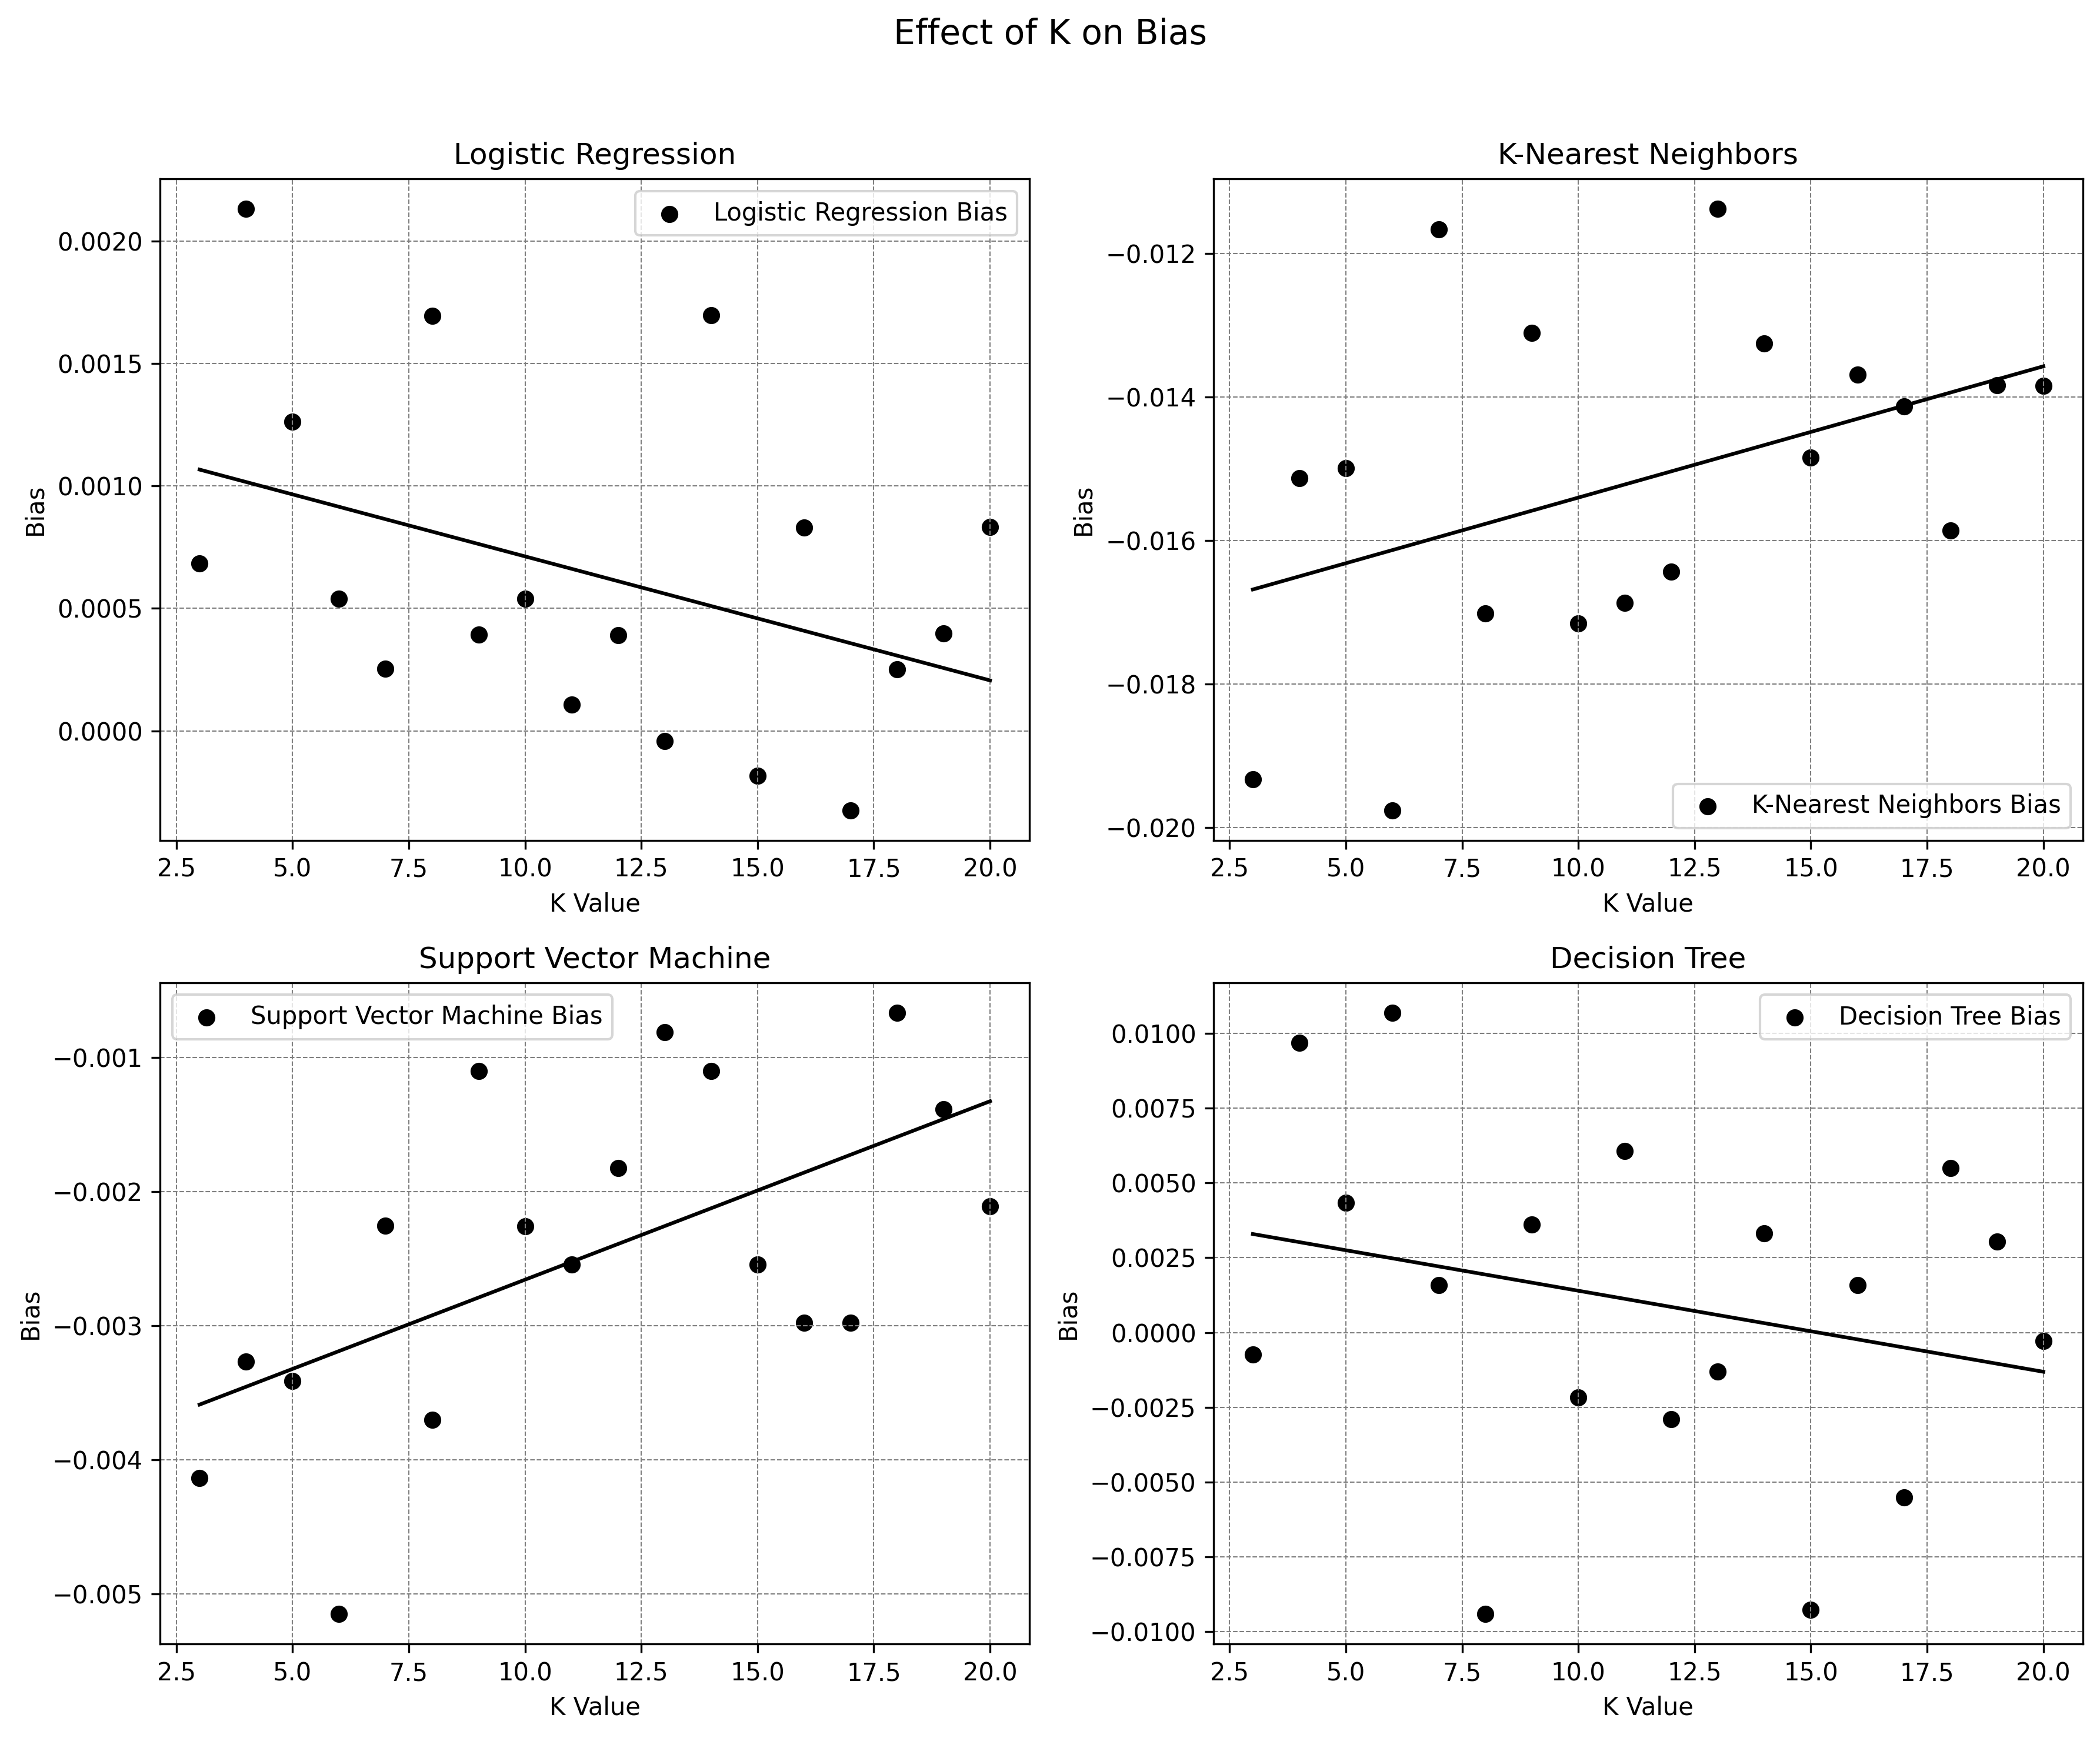 Effect of K on Bias
Logistic Regression
Logistic Regression Bias
0.0020
0.0015
0.0010
0.0005
0.0000
Bias
2.5 5.0 7.5 10.0 12.5 15.0 17.5 20.0
K Value
K-Nearest Neighbors
−0.012
−0.014
−0.016
−0.018
−0.020
Bias
K-Nearest Neighbors Bias
2.5 5.0 7.5 10.0 12.5 15.0 17.5 20.0
K Value
Support Vector Machine
Support Vector Machine Bias
−0.001
−0.002
−0.003
−0.004
−0.005
Bias
2.5 5.0 7.5 10.0 12.5 15.0 17.5 20.0
K Value
Decision Tree
Decision Tree Bias
0.0100
0.0075
0.0050
0.0025
0.0000
−0.0025
−0.0050
−0.0075
−0.0100
Bias
2.5 5.0 7.5 10.0 12.5 15.0 17.5 20.0
K Value